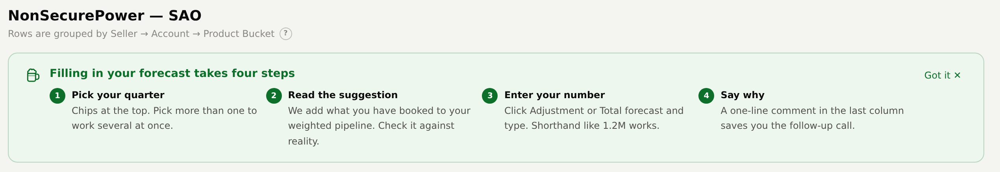 NonSecurePower — SAO
Rows are grouped by Seller → Account → Product Bucket ?
Filling in your forecast takes four steps
Got it ✕
1 Pick your quarter
Chips at the top. Pick more than one to
work several at once.
2 Read the suggestion
We add what you have booked to your
weighted pipeline. Check it against
reality.
3 Enter your number
Click Adjustment or Total forecast and
type. Shorthand like 1.2M works.
4 Say why
A one-line comment in the last column
saves you the follow-up call.